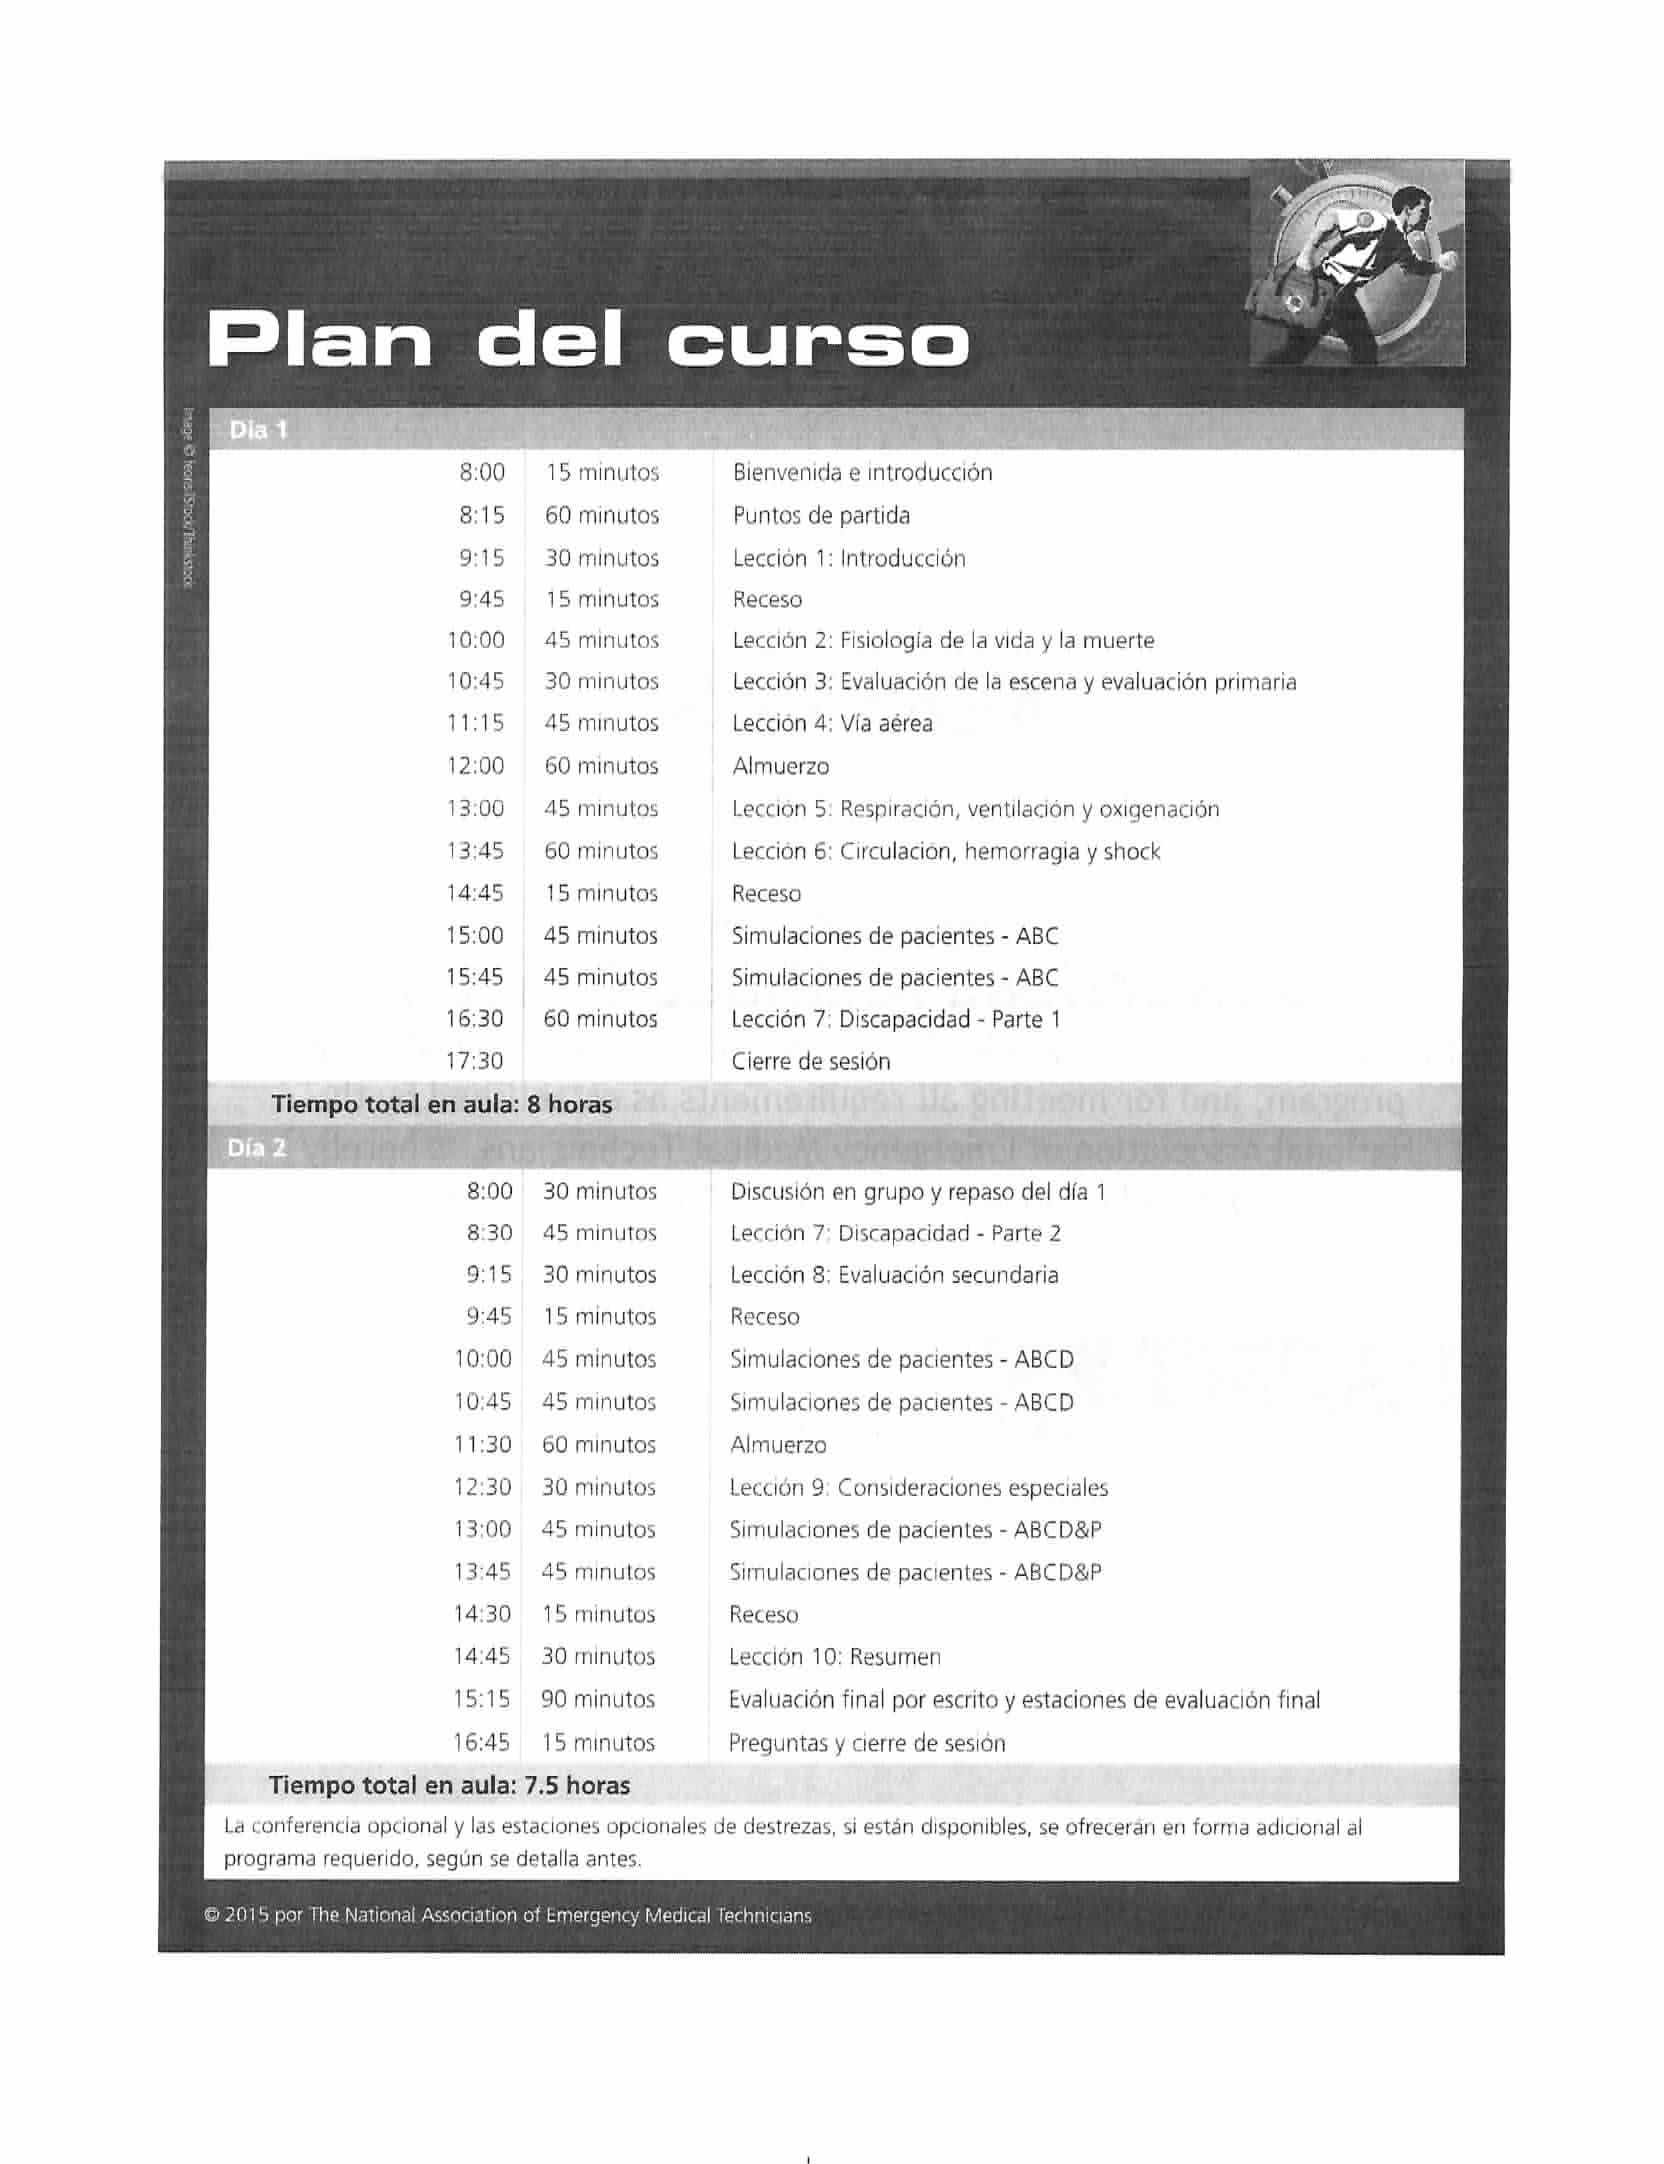 Plan del curso
Image © feoris/iStock/Thinkstock
Día 1
8:00 15 minutos Bienvenida e introducción
8:15 60 minutos Puntos de partida
9:15 30 minutos Lección 1: Introducción
9:45 15 minutos Receso
10:00 45 minutos Lección 2: Fisiología de la vida y la muerte
10:45 30 minutos Lección 3: Evaluación de la escena y evaluación primaria
11:15 45 minutos Lección 4: Vía aérea
12:00 60 minutos Almuerzo
13:00 45 minutos Lección 5: Respiración, ventilación y oxigenación
13:45 60 minutos Lección 6: Circulación, hemorragia y shock
14:45 15 minutos Receso
15:00 45 minutos Simulaciones de pacientes - ABC
15:45 45 minutos Simulaciones de pacientes - ABC
16:30 60 minutos Lección 7: Discapacidad - Parte 1
17:30 Cierre de sesión
Tiempo total en aula: 8 horas
Día 2
8:00 30 minutos Discusión en grupo y repaso del día 1
8:30 45 minutos Lección 7: Discapacidad - Parte 2
9:15 30 minutos Lección 8: Evaluación secundaria
9:45 15 minutos Receso
10:00 45 minutos Simulaciones de pacientes - ABCD
10:45 45 minutos Simulaciones de pacientes - ABCD
11:30 60 minutos Almuerzo
12:30 30 minutos Lección 9: Consideraciones especiales
13:00 45 minutos Simulaciones de pacientes - ABCD&P
13:45 45 minutos Simulaciones de pacientes - ABCD&P
14:30 15 minutos Receso
14:45 30 minutos Lección 10: Resumen
15:15 90 minutos Evaluación final por escrito y estaciones de evaluación final
16:45 15 minutos Preguntas y cierre de sesión
Tiempo total en aula: 7.5 horas
La conferencia opcional y las estaciones opcionales de destrezas, si están disponibles, se ofrecerán en forma adicional al
programa requerido, según se detalla antes.
© 2015 por The National Association of Emergency Medical Technicians